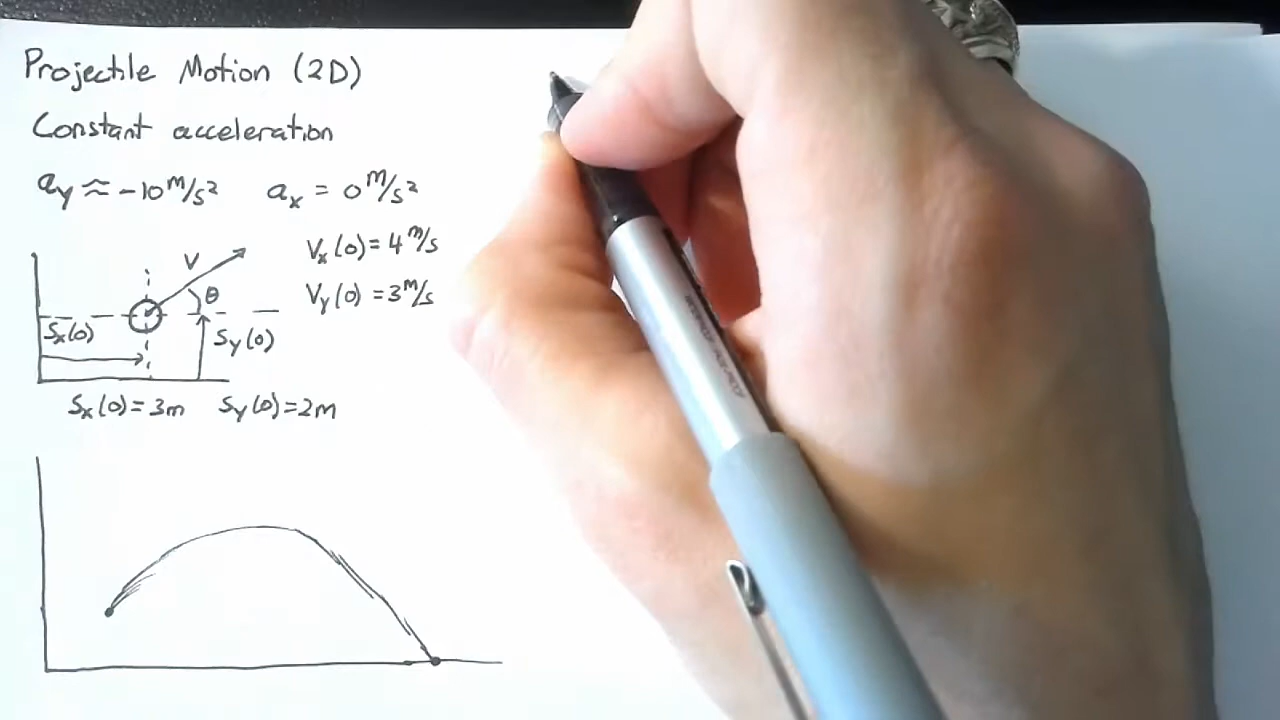 Projectile Motion (2D)
Constant acceleration
ay ≈ -10 m/s² ax = 0 m/s²
Vx(0) = 4 m/s
V
θ
Vy(0) = 3 m/s
Sx(0)
Sy(0)
Sx(0) = 3m Sy(0) = 2m